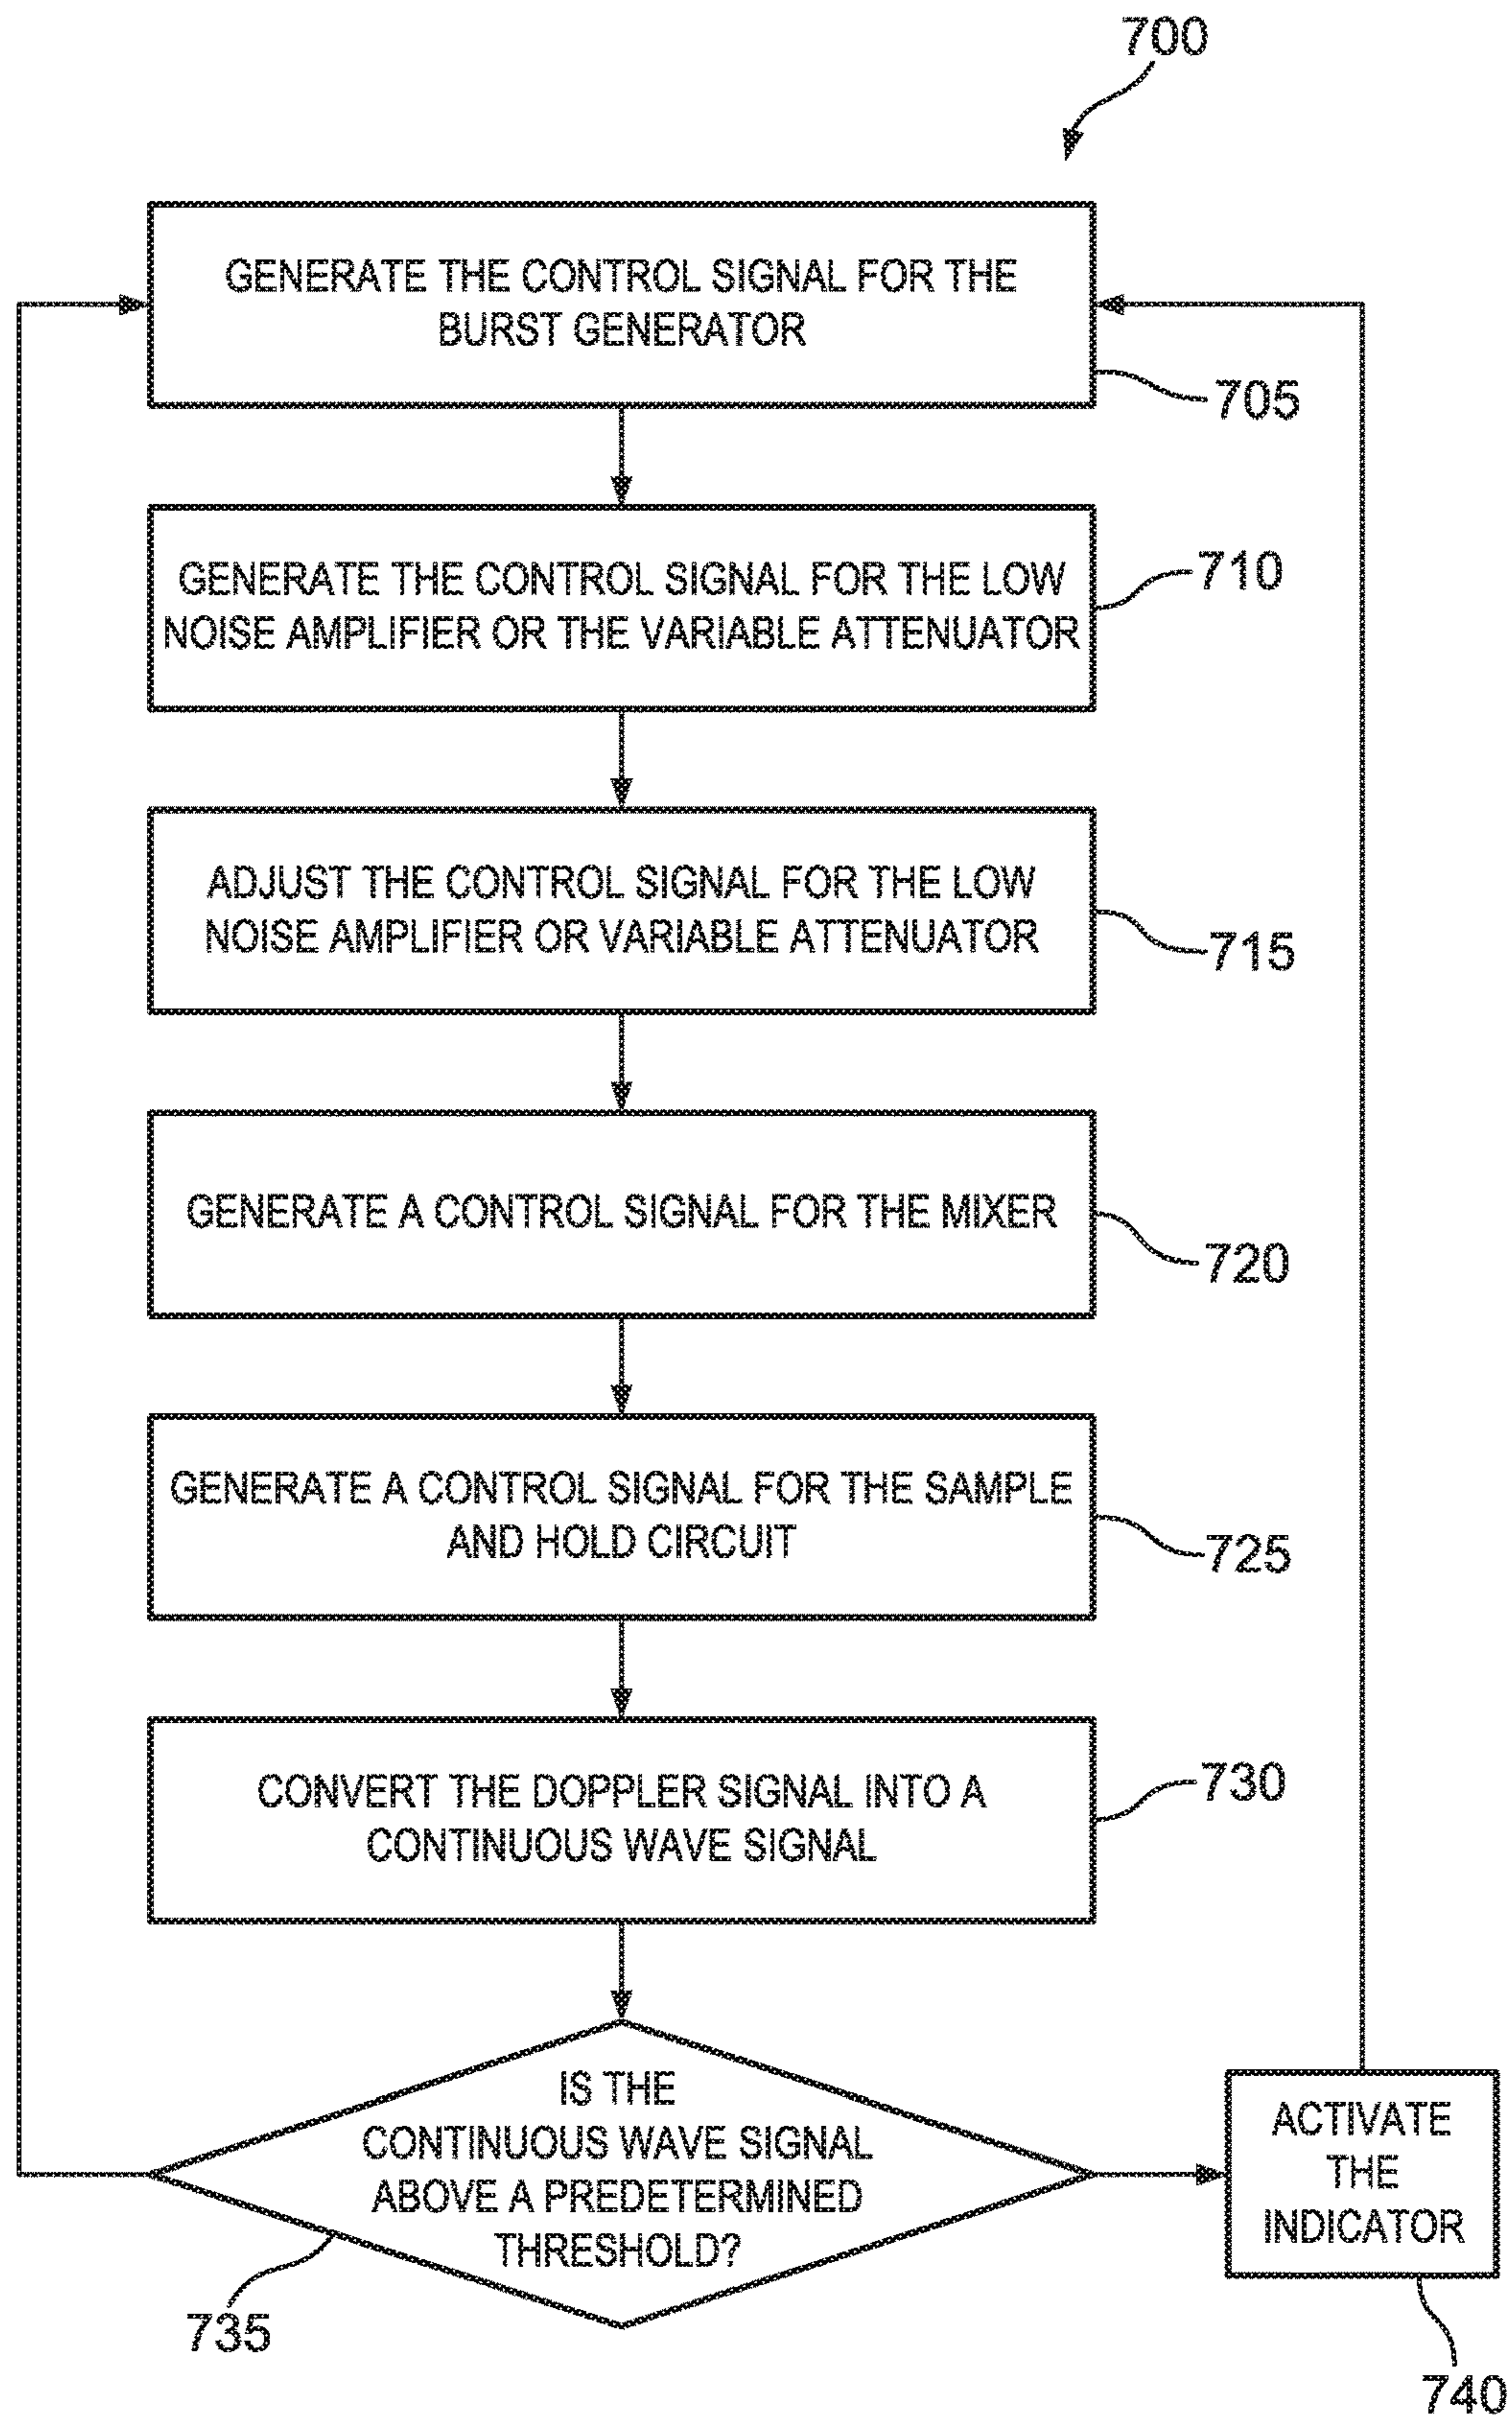 700
GENERATE THE CONTROL SIGNAL FOR THE
BURST GENERATOR
705
GENERATE THE CONTROL SIGNAL FOR THE LOW
NOISE AMPLIFIER OR THE VARIABLE ATTENUATOR
710
ADJUST THE CONTROL SIGNAL FOR THE LOW
NOISE AMPLIFIER OR VARIABLE ATTENUATOR
715
GENERATE A CONTROL SIGNAL FOR THE MIXER
720
GENERATE A CONTROL SIGNAL FOR THE SAMPLE
AND HOLD CIRCUIT
725
CONVERT THE DOPPLER SIGNAL INTO A
CONTINUOUS WAVE SIGNAL
730
IS THE
CONTINUOUS WAVE SIGNAL
ABOVE A PREDETERMINED
THRESHOLD?
735
ACTIVATE
THE
INDICATOR
740